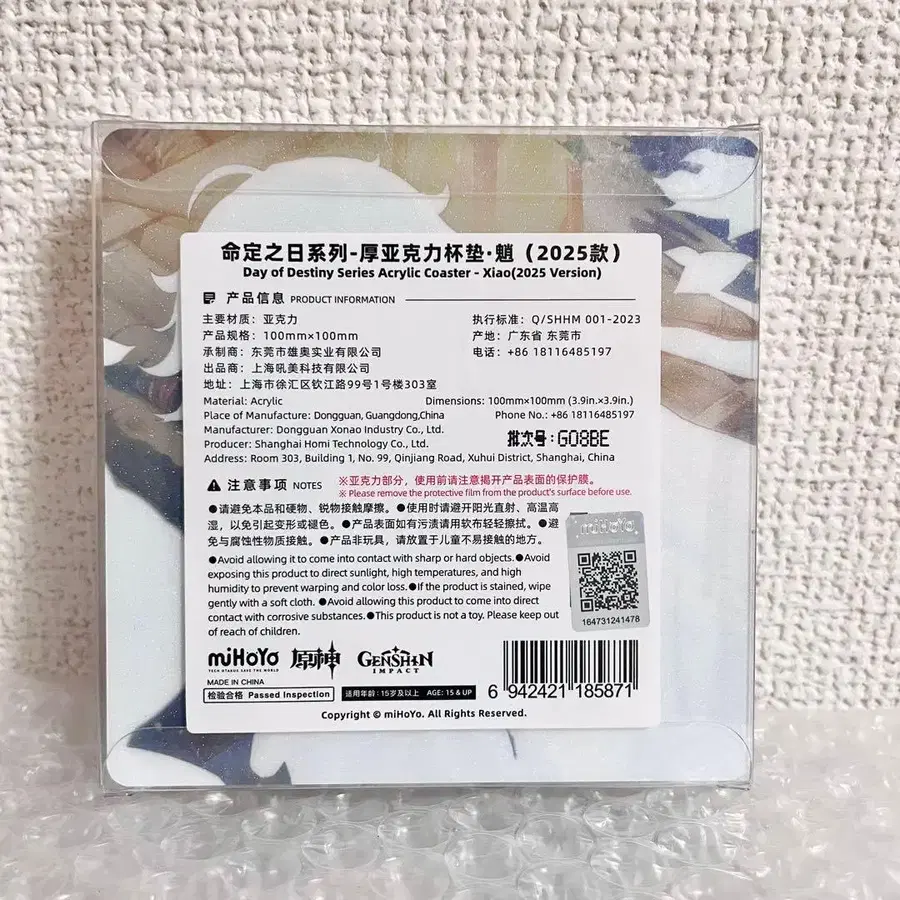 命定之日系列-厚亚克力杯垫·魈（2025款）
Day of Destiny Series Acrylic Coaster - Xiao(2025 Version)
产品信息 PRODUCT INFORMATION
主要材质：亚克力
产品规格：100mm×100mm
承制商：东莞市雄奥实业有限公司
出品商：上海吼美科技有限公司
地址：上海市徐汇区钦江路99号1号楼303室
执行标准：Q/SHHM 001-2023
产地：广东省 东莞市
电话：+86 18116485197
Material: Acrylic
Dimensions: 100mm×100mm (3.9in.×3.9in.)
Place of Manufacture: Dongguan, Guangdong,China
Phone No.: +86 18116485197
Manufacturer: Dongguan Xonao Industry Co., Ltd.
Producer: Shanghai Homi Technology Co., Ltd.
批次号：G08BE
Address: Room 303, Building 1, No. 99, Qinjiang Road, Xuhui District, Shanghai, China
注意事项 NOTES
※亚克力部分，使用前请注意揭开产品表面的保护膜。
※ Please remove the protective film from the product's surface before use.
●请避免本品和硬物、锐物接触摩擦。●使用时请避开阳光直射、高温高
湿，以免引起变形或褪色。●产品表面如有污渍请用软布轻轻擦拭。●避
免与腐蚀性物质接触。●产品非玩具，请放置于儿童不易接触的地方。
●Avoid allowing it to come into contact with sharp or hard objects.●Avoid
exposing this product to direct sunlight, high temperatures, and high
humidity to prevent warping and color loss.●If the product is stained, wipe
gently with a soft cloth. ●Avoid allowing this product to come into direct
contact with corrosive substances.●This product is not a toy. Please keep out
of reach of children.
miHoYo
164731241478
miHoYo
TECH OTAKUS SAVE THE WORLD
原神
GENSHIN
IMPACT
MADE IN CHINA
检验合格 Passed Inspection
适用年龄：15岁及以上 AGE: 15 & UP
6 942421 185871
Copyright © miHoYo. All Rights Reserved.